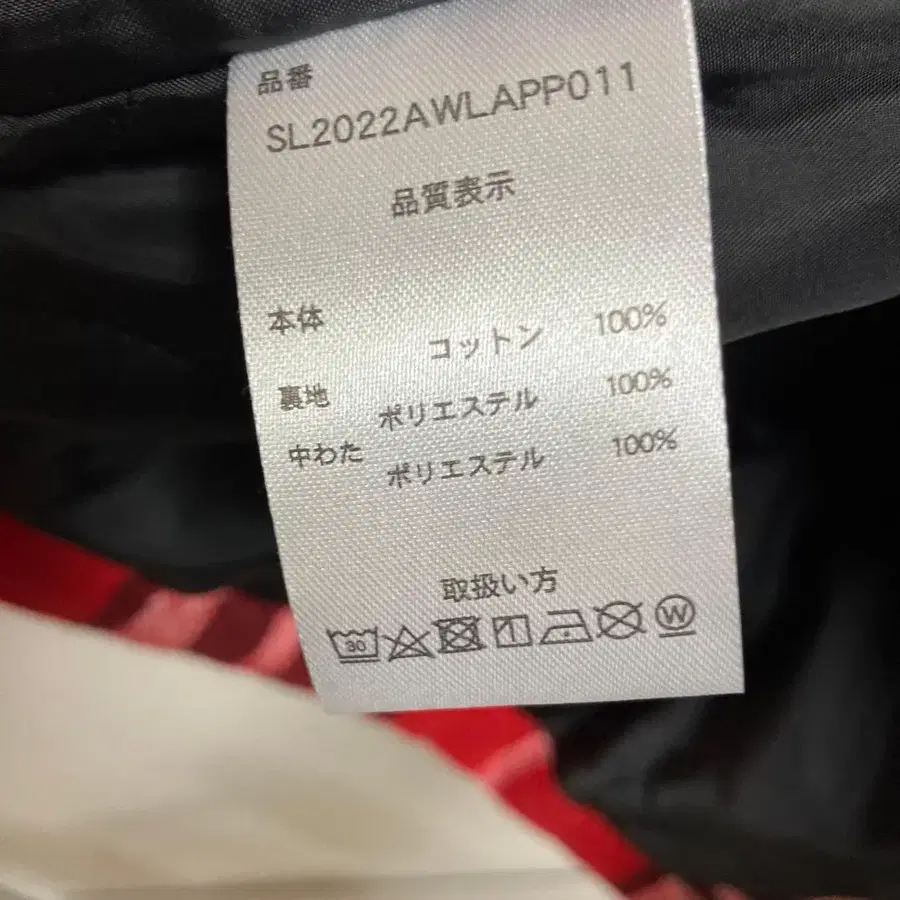 品番
SL2022AWLAPP011
品質表示
本体 コットン 100%
裏地 ポリエステル 100%
中わた ポリエステル 100%
取扱い方
30 W